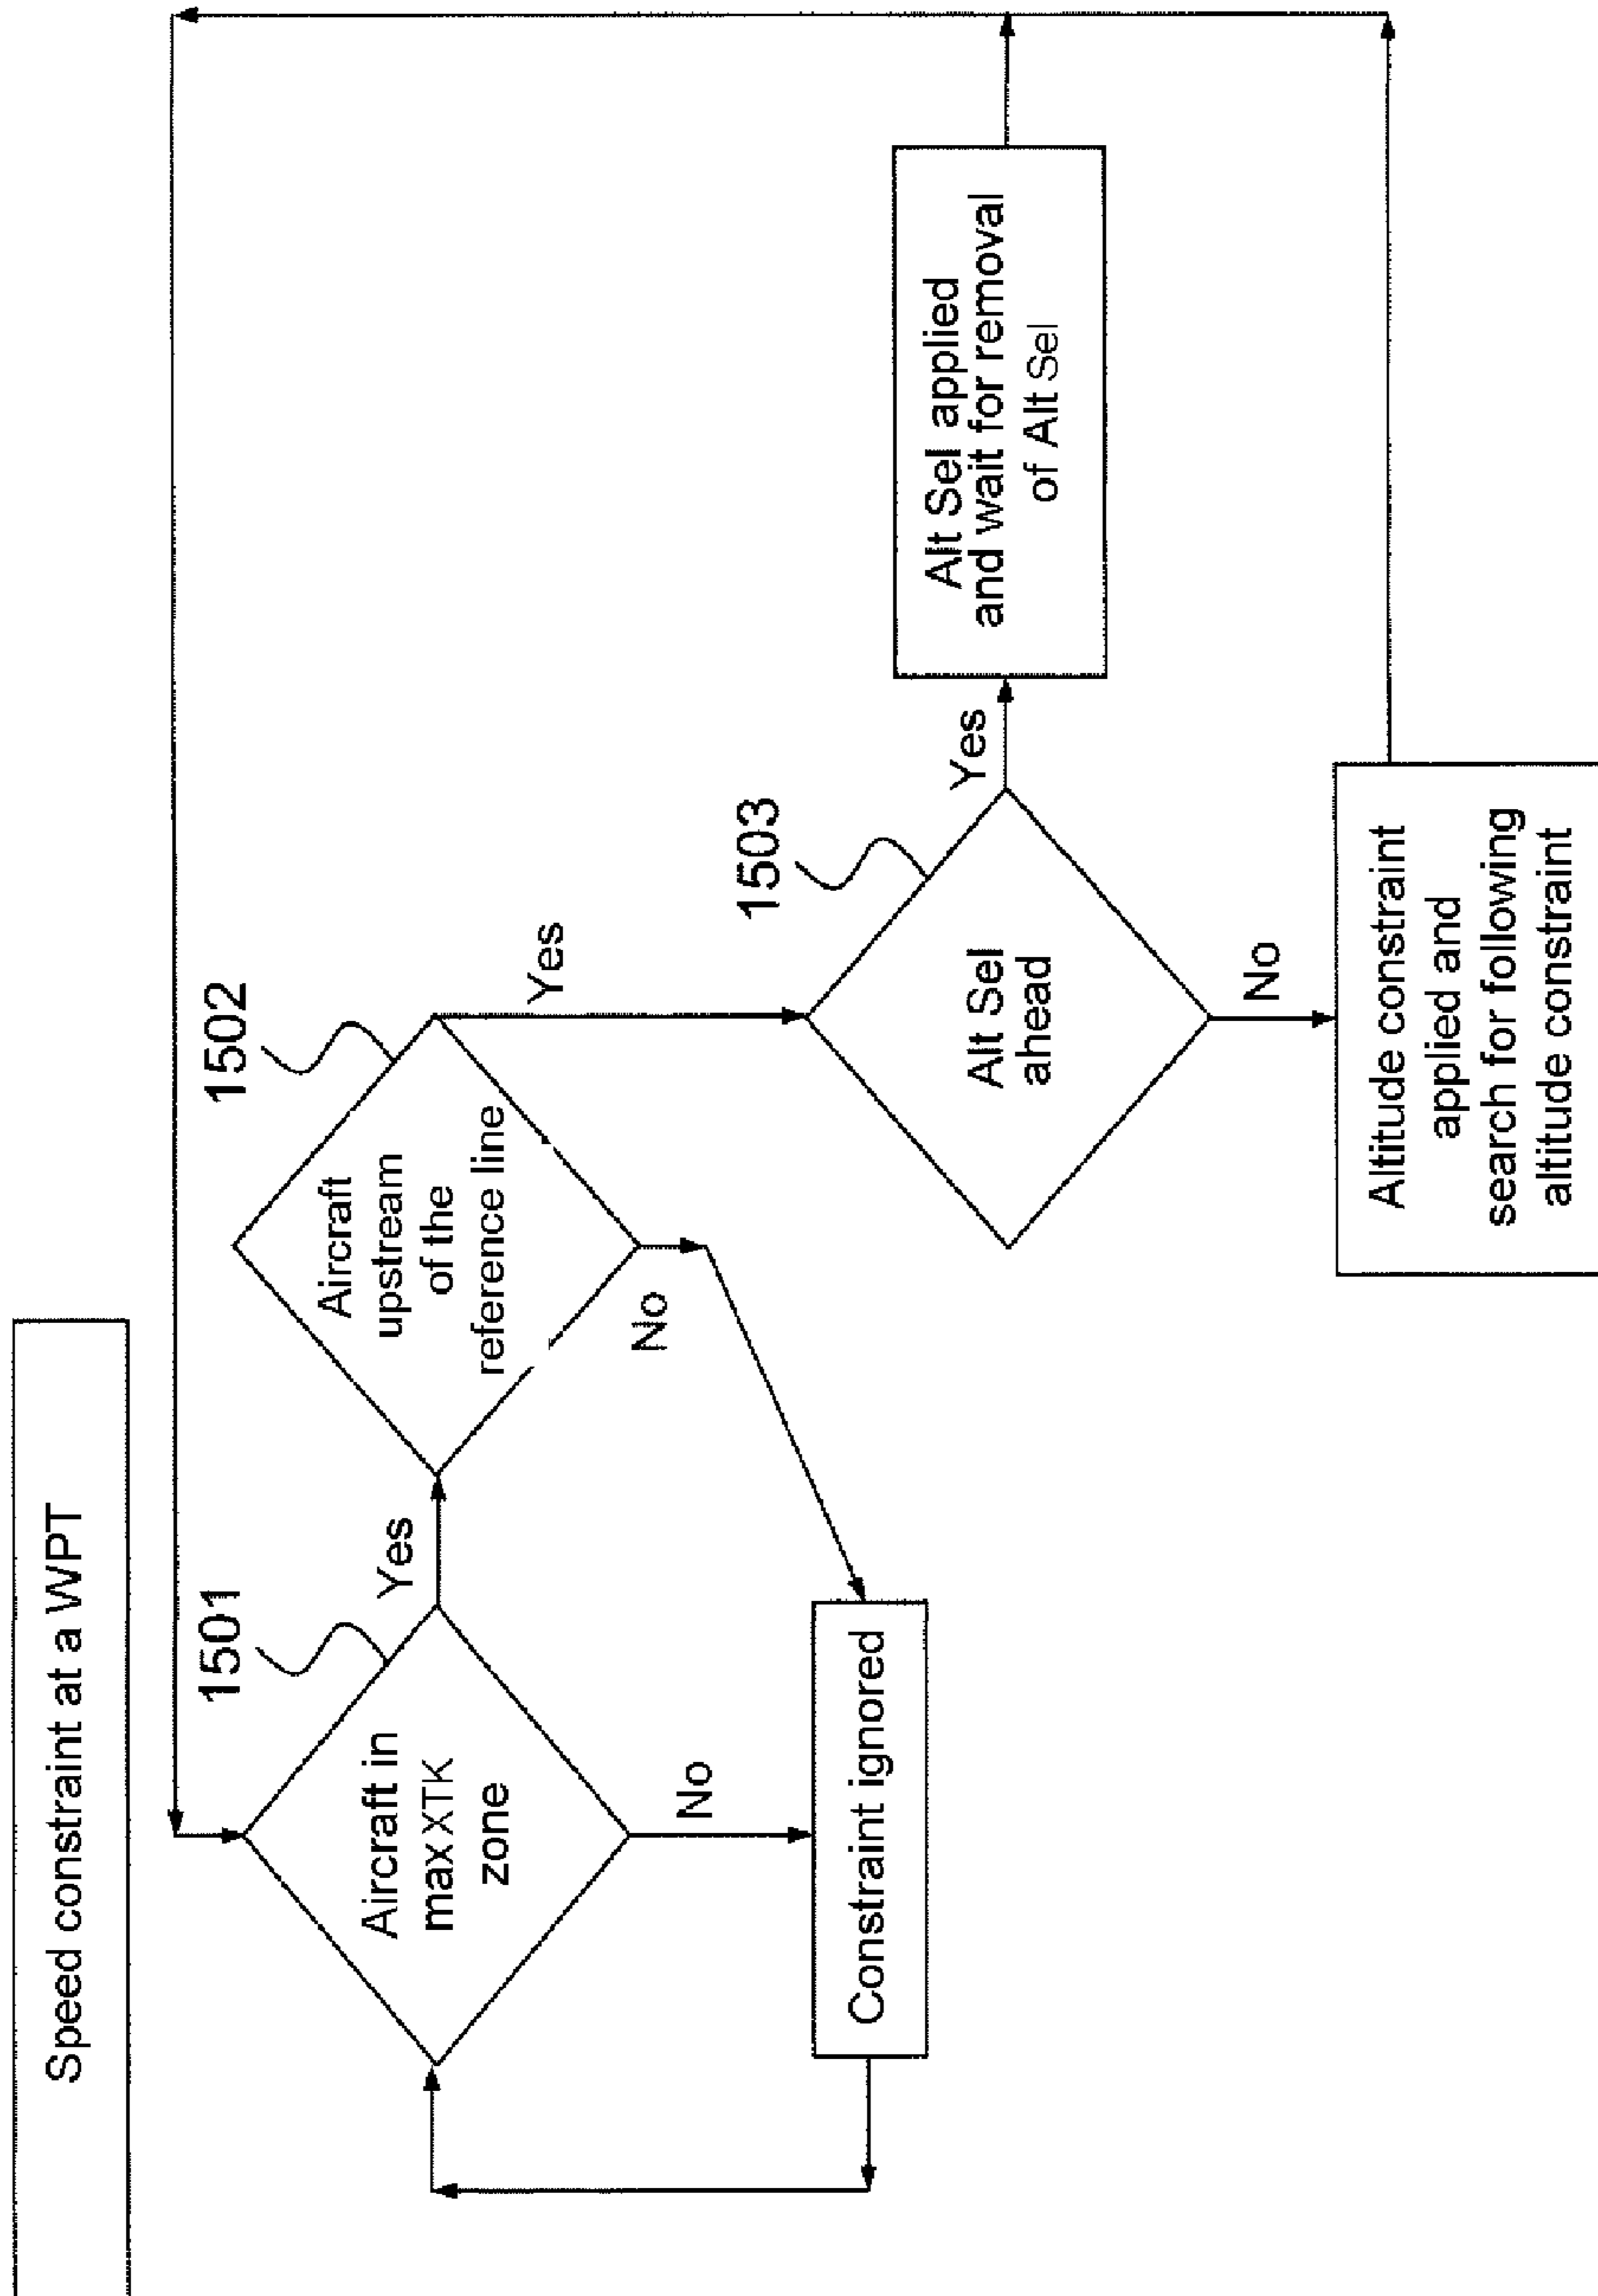 Speed constraint at a WPT
1501
Aircraft in
max XTK
zone
Yes
No
1502
Aircraft
upstream
of the
reference line
Yes
No
Constraint ignored
1503
Alt Sel
ahead
Yes
No
Alt Sel applied
and wait for removal
of Alt Sel
Altitude constraint
applied and
search for following
altitude constraint